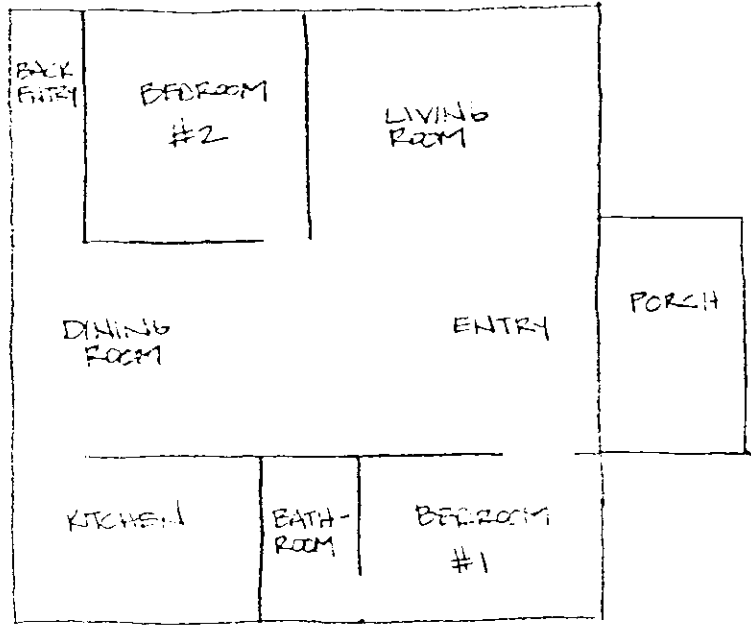 BACK
ENTRY
BEDROOM
#2
LIVING
ROOM
PORCH
DINING
ROOM
ENTRY
KITCHEN
BATH-
ROOM
BEDROOM
#1